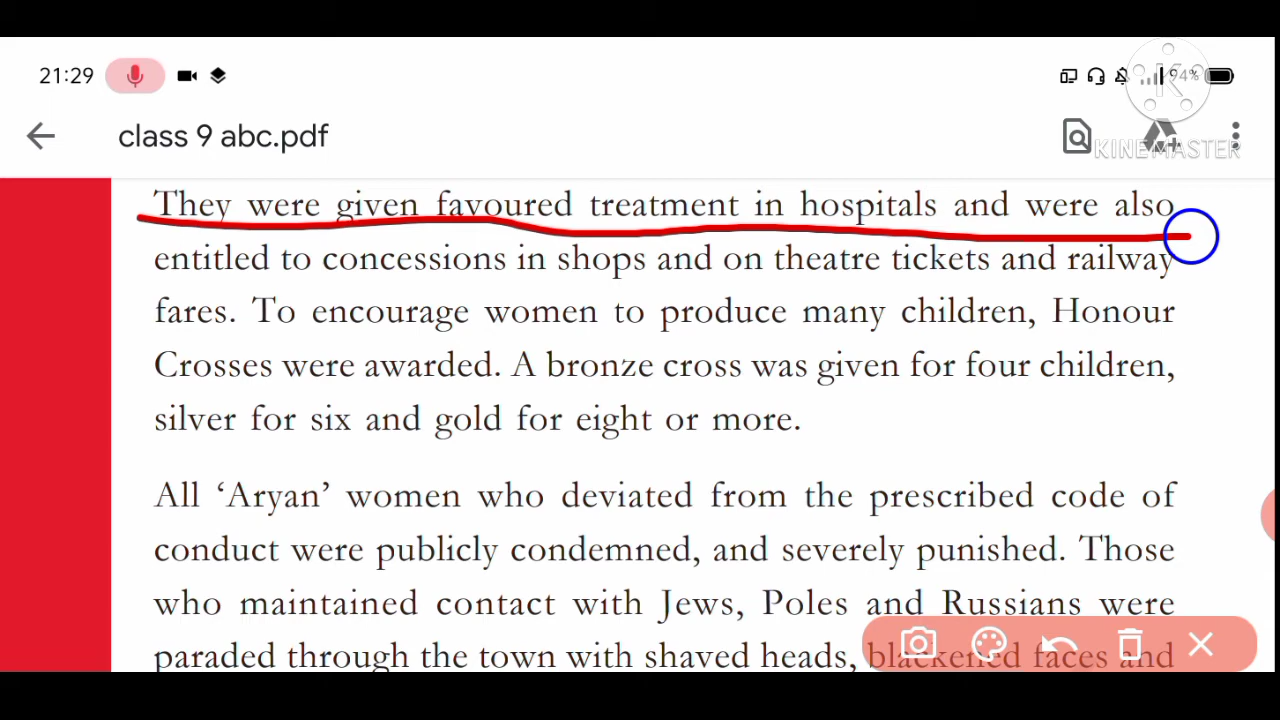 21:29
94%
class 9 abc.pdf
KINEMASTER
They were given favoured treatment in hospitals and were also
entitled to concessions in shops and on theatre tickets and railway
fares. To encourage women to produce many children, Honour
Crosses were awarded. A bronze cross was given for four children,
silver for six and gold for eight or more.
All ‘Aryan’ women who deviated from the prescribed code of
conduct were publicly condemned, and severely punished. Those
who maintained contact with Jews, Poles and Russians were
paraded through the town with shaved heads, blackened faces and